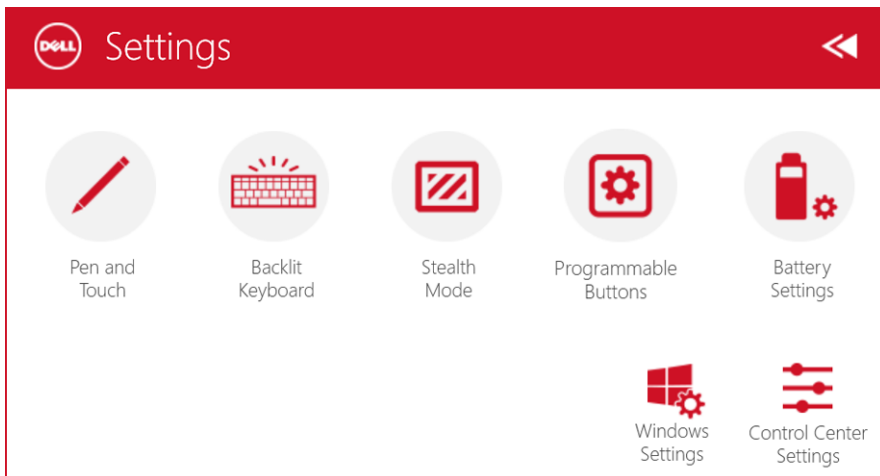 DELL Settings
Pen and
Touch
Backlit
Keyboard
Stealth
Mode
Programmable
Buttons
Battery
Settings
Windows
Settings
Control Center
Settings